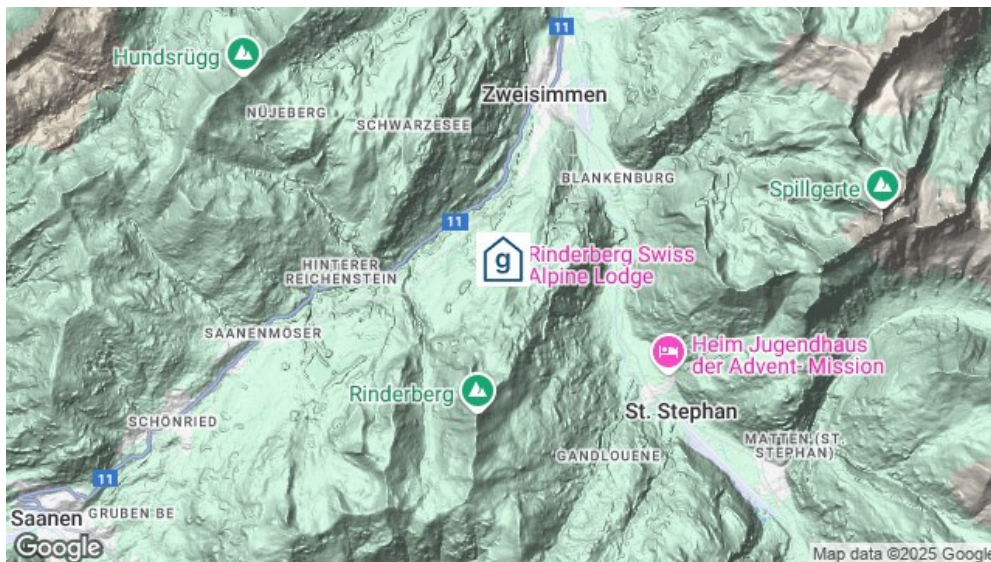 11
Hundsrügg
Zweisimmen
NÜJEBERG
SCHWARZESEE
BLANKENBURG
Spillgerte
11
g
Rinderberg Swiss
Alpine Lodge
HINTERER
REICHENSTEIN
SAANENMÖSER
Heim Jugendhaus
der Advent-Mission
Rinderberg
St. Stephan
SCHÖNRIED
MATTEN (ST.
STEPHAN)
GANDLOUENE
11
Saanen
GRUBEN BE
Google
Map data ©2025 Google